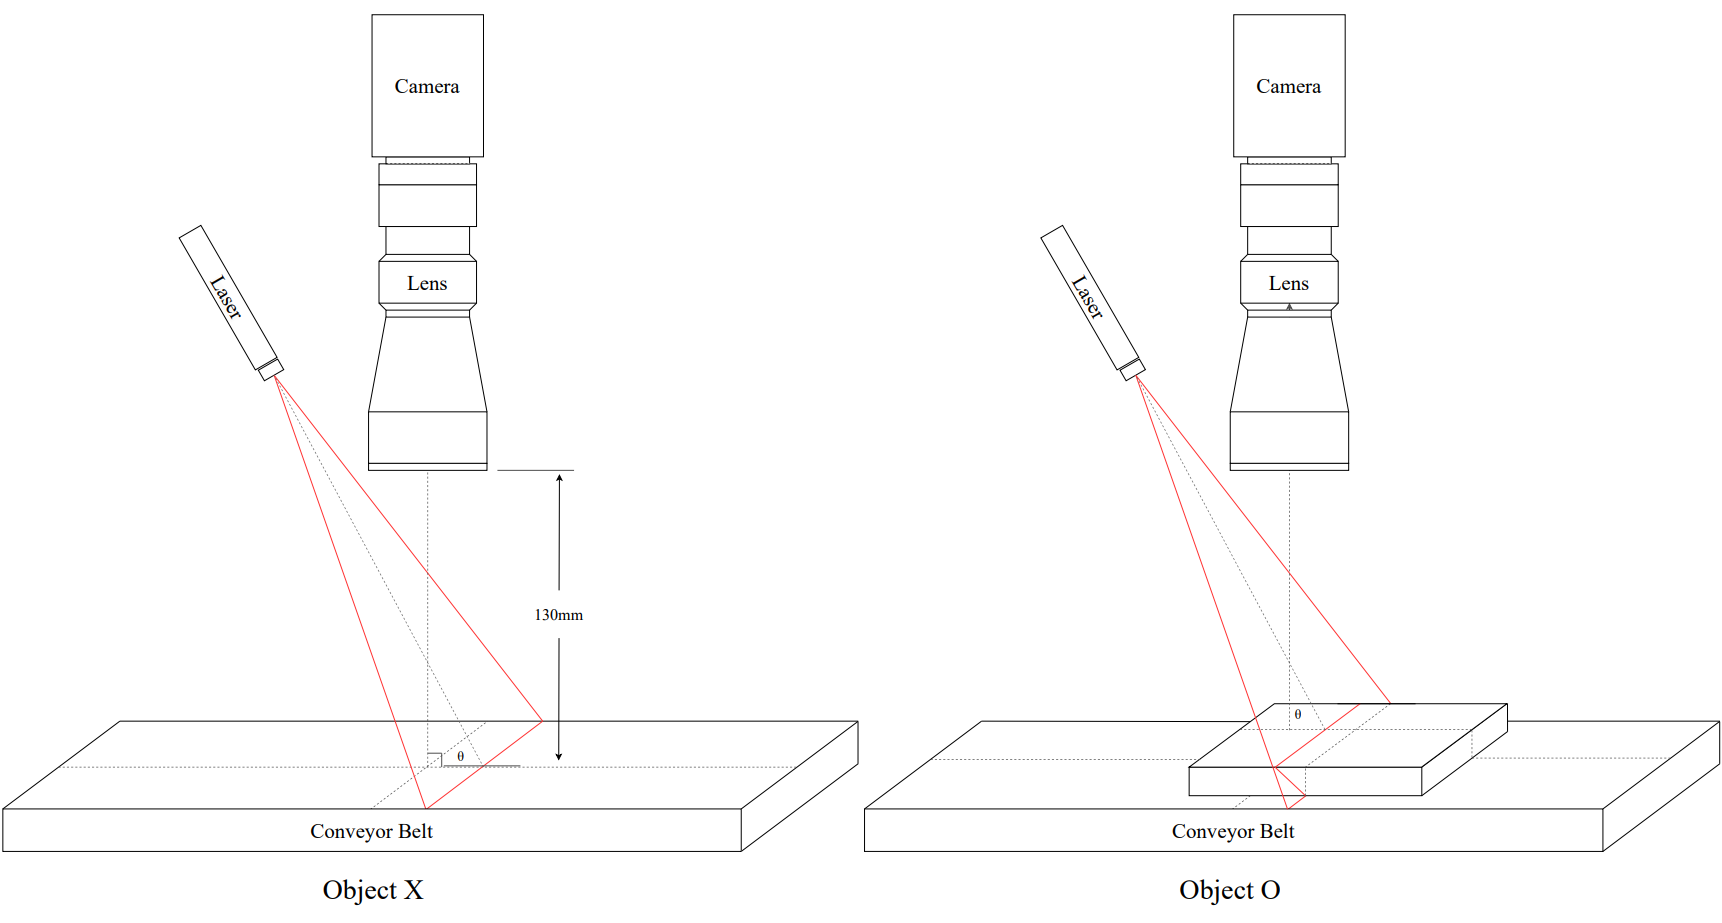 Camera
Lens
Laser
130mm
θ
Conveyor Belt
Object X
Camera
Lens
Laser
θ
Conveyor Belt
Object O